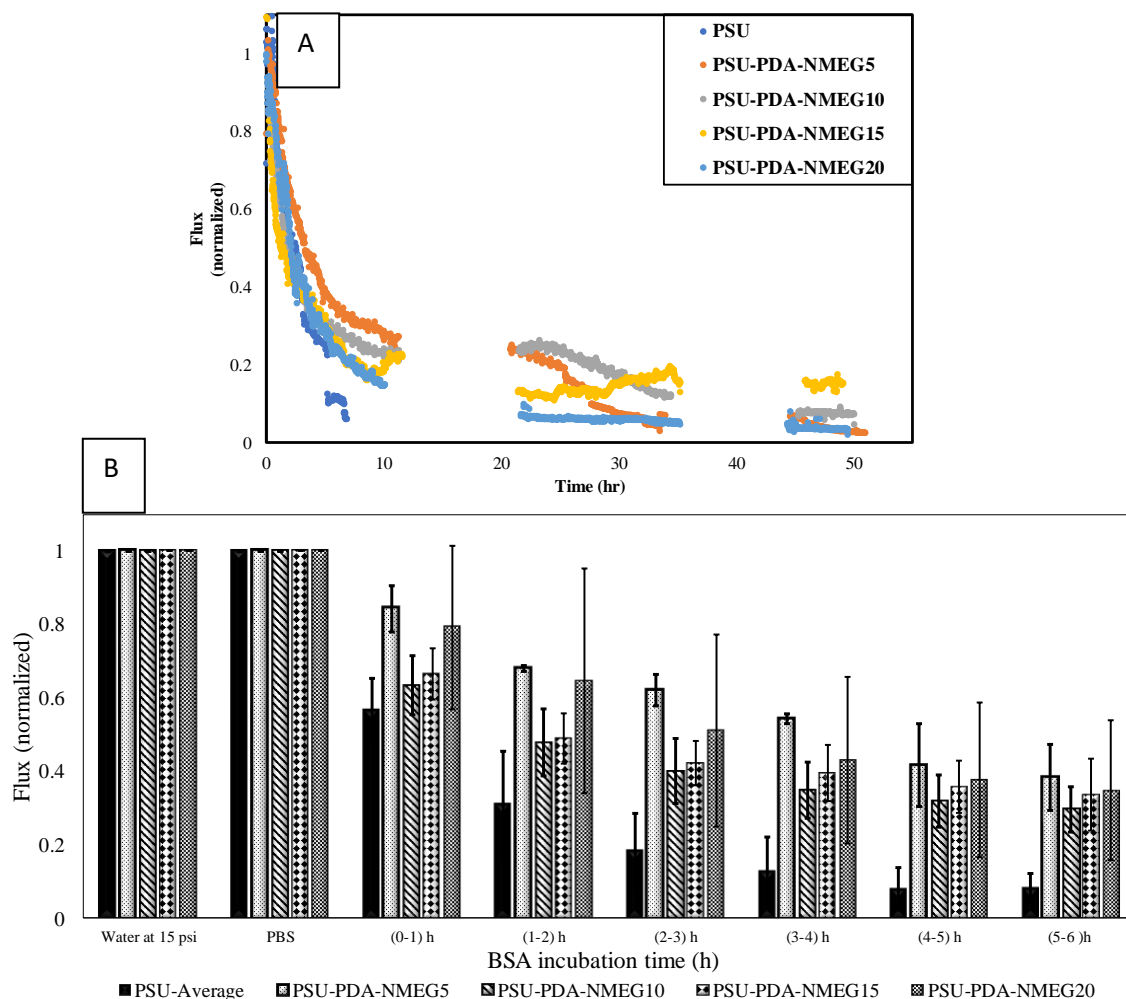 A
PSU
PSU-PDA-NMEG5
PSU-PDA-NMEG10
PSU-PDA-NMEG15
PSU-PDA-NMEG20
1
0.8
0.6
0.4
0.2
0
Flux
(normalized)
0 10 20 30 40 50
Time (hr)
B
1
0.8
0.6
0.4
0.2
0
Flux (normalized)
Water at 15 psi PBS (0-1) h (1-2) h (2-3) h (3-4) h (4-5) h (5-6 )h
BSA incubation time (h)
PSU-Average PSU-PDA-NMEG5 PSU-PDA-NMEG10 PSU-PDA-NMEG15 PSU-PDA-NMEG20